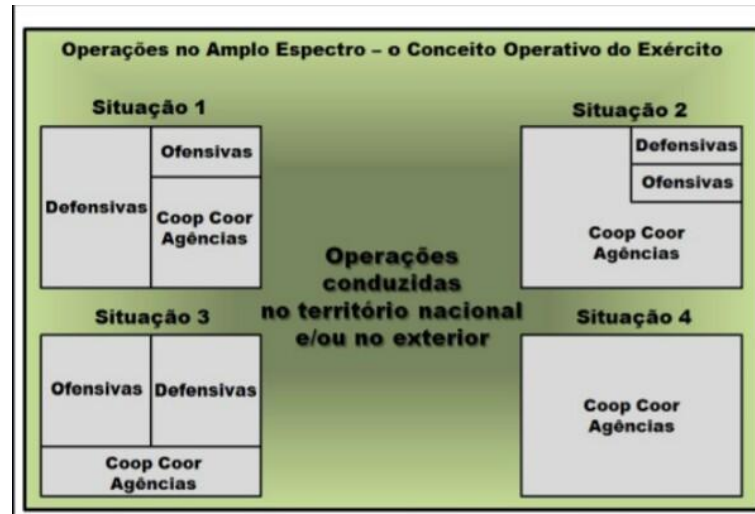 Operações no Amplo Espectro – o Conceito Operativo do Exército
Situação 1
Defensivas
Ofensivas
Coop Coor
Agências
Situação 2
Defensivas
Ofensivas
Coop Coor
Agências
Operações
conduzidas
no território nacional
e/ou no exterior
Situação 3
Ofensivas
Defensivas
Coop Coor
Agências
Situação 4
Coop Coor
Agências